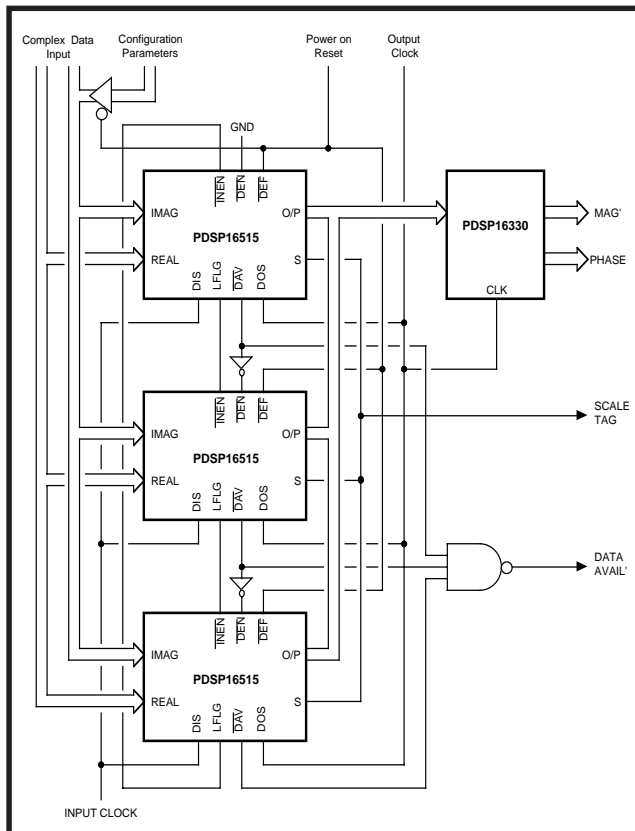 Complex Data
Input
Configuration
Parameters
Power on
Reset
Output
Clock
GND
INEN
DEN
DEF
IMAG
O/P
PDSP16515
REAL
S
DIS
LFLG
DAV
DOS
PDSP16330
MAG'
PHASE
CLK
INEN
DEN
DEF
IMAG
O/P
PDSP16515
REAL
S
DIS
LFLG
DAV
DOS
SCALE
TAG
DATA
AVAIL'
INEN
DEN
DEF
IMAG
O/P
PDSP16515
REAL
S
DIS
LFLG
DAV
DOS
INPUT CLOCK